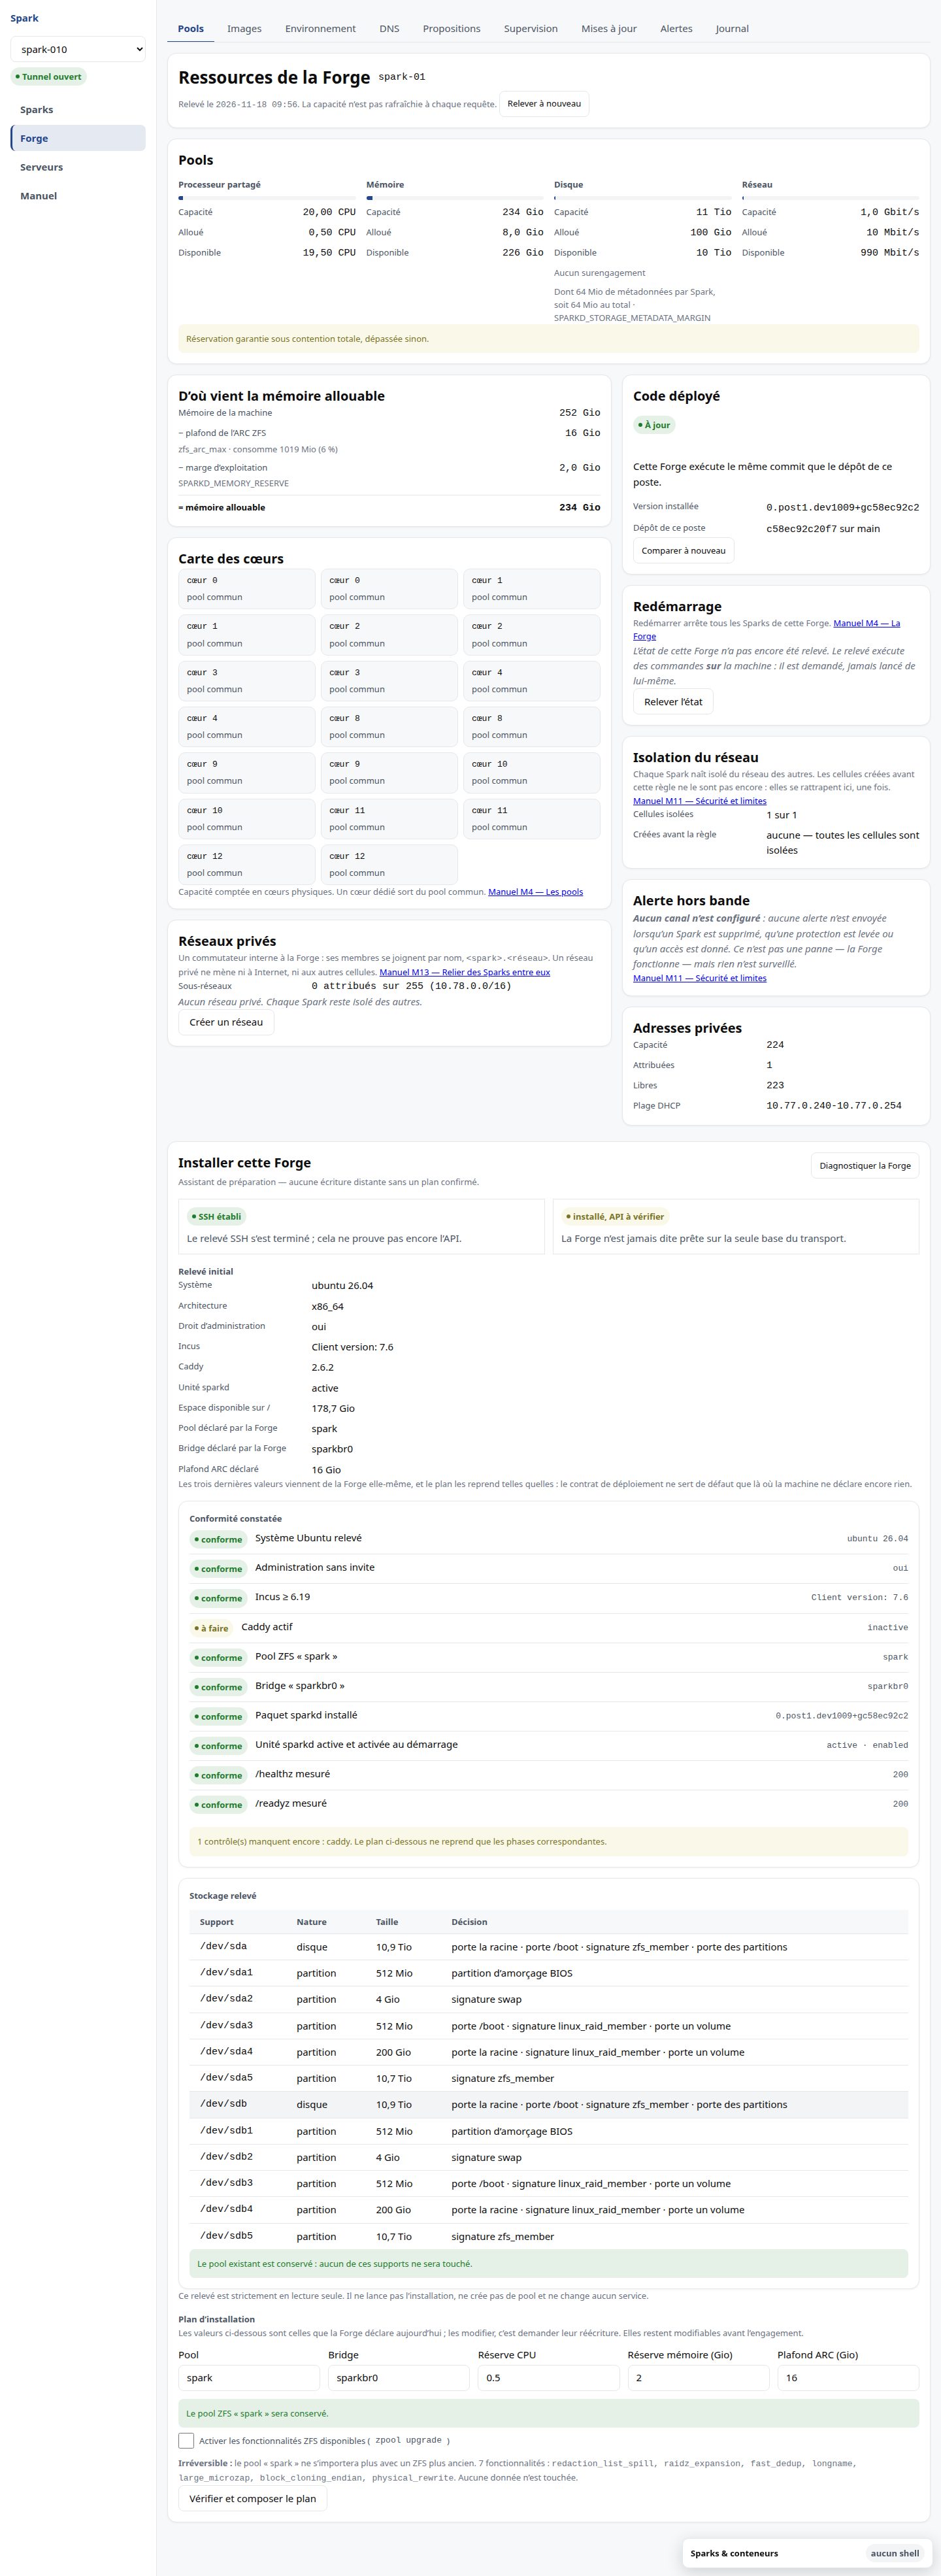 Spark
spark-010
Tunnel ouvert
Sparks
Forge
Serveurs
Manuel
Pools Images Environnement DNS Propositions Supervision Mises à jour Alertes Journal
Ressources de la Forge spark-01
Relevé le 2026-11-18 09:56. La capacité n’est pas rafraîchie à chaque requête. Relever à nouveau
Pools
Processeur partagé
Capacité 20,00 CPU
Alloué 0,50 CPU
Disponible 19,50 CPU
Mémoire
Capacité 234 Gio
Alloué 8,0 Gio
Disponible 226 Gio
Disque
Capacité 11 Tio
Alloué 100 Gio
Disponible 10 Tio
Aucun surengagement
Dont 64 Mio de métadonnées par Spark,
soit 64 Mio au total ·
SPARKD_STORAGE_METADATA_MARGIN
Réseau
Capacité 1,0 Gbit/s
Alloué 10 Mbit/s
Disponible 990 Mbit/s
Réservation garantie sous contention totale, dépassée sinon.
D’où vient la mémoire allouable
Mémoire de la machine 252 Gio
− plafond de l’ARC ZFS 16 Gio
zfs_arc_max · consomme 1019 Mio (6 %)
− marge d’exploitation 2,0 Gio
SPARKD_MEMORY_RESERVE
= mémoire allouable 234 Gio
Carte des cœurs
cœur 0 cœur 0 cœur 1
pool commun pool commun pool commun
cœur 1 cœur 2 cœur 2
pool commun pool commun pool commun
cœur 3 cœur 3 cœur 4
pool commun pool commun pool commun
cœur 4 cœur 8 cœur 8
pool commun pool commun pool commun
cœur 9 cœur 9 cœur 10
pool commun pool commun pool commun
cœur 10 cœur 11 cœur 11
pool commun pool commun pool commun
cœur 12 cœur 12
pool commun pool commun
Capacité comptée en cœurs physiques. Un cœur dédié sort du pool commun. Manuel M4 — Les pools
Réseaux privés
Un commutateur interne à la Forge : ses membres se joignent par nom, <spark>.<réseau>. Un réseau
privé ne mène ni à Internet, ni aux autres cellules. Manuel M13 — Relier des Sparks entre eux
Sous-réseaux 0 attribués sur 255 (10.78.0.0/16)
Aucun réseau privé. Chaque Spark reste isolé des autres.
Créer un réseau
Code déployé
À jour
Cette Forge exécute le même commit que le dépôt de ce
poste.
Version installée 0.post1.dev1009+gc58ec92c2
Dépôt de ce poste c58ec92c20f7 sur main
Comparer à nouveau
Redémarrage
Redémarrer arrête tous les Sparks de cette Forge. Manuel M4 — La
Forge
L’état de cette Forge n’a pas encore été relevé. Le relevé exécute
des commandes sur la machine : il est demandé, jamais lancé de
lui-même.
Relever l’état
Isolation du réseau
Chaque Spark naît isolé du réseau des autres. Les cellules créées avant
cette règle ne le sont pas encore : elles se rattrapent ici, une fois.
Manuel M11 — Sécurité et limites
Cellules isolées 1 sur 1
Créées avant la règle aucune — toutes les cellules sont
isolées
Alerte hors bande
Aucun canal n’est configuré : aucune alerte n’est envoyée
lorsqu’un Spark est supprimé, qu’une protection est levée ou
qu’un accès est donné. Ce n’est pas une panne — la Forge
fonctionne — mais rien n’est surveillé.
Manuel M11 — Sécurité et limites
Adresses privées
Capacité 224
Attribuées 1
Libres 223
Plage DHCP 10.77.0.240-10.77.0.254
Installer cette Forge
Diagnostiquer la Forge
Assistant de préparation — aucune écriture distante sans un plan confirmé.
SSH établi
Le relevé SSH s’est terminé ; cela ne prouve pas encore l’API.
installé, API à vérifier
La Forge n’est jamais dite prête sur la seule base du transport.
Relevé initial
Système ubuntu 26.04
Architecture x86_64
Droit d’administration oui
Incus Client version: 7.6
Caddy 2.6.2
Unité sparkd active
Espace disponible sur / 178,7 Gio
Pool déclaré par la Forge spark
Bridge déclaré par la Forge sparkbr0
Plafond ARC déclaré 16 Gio
Les trois dernières valeurs viennent de la Forge elle-même, et le plan les reprend telles quelles : le contrat de déploiement ne sert de défaut que là où la machine ne déclare encore rien.
Conformité constatée
conforme Système Ubuntu relevé ubuntu 26.04
conforme Administration sans invite oui
conforme Incus ≥ 6.19 Client version: 7.6
à faire Caddy actif inactive
conforme Pool ZFS « spark » spark
conforme Bridge « sparkbr0 » sparkbr0
conforme Paquet sparkd installé 0.post1.dev1009+gc58ec92c2
conforme Unité sparkd active et activée au démarrage active · enabled
conforme /healthz mesuré 200
conforme /readyz mesuré 200
1 contrôle(s) manquent encore : caddy. Le plan ci-dessous ne reprend que les phases correspondantes.
Stockage relevé
Support Nature Taille Décision
/dev/sda disque 10,9 Tio porte la racine · porte /boot · signature zfs_member · porte des partitions
/dev/sda1 partition 512 Mio partition d’amorçage BIOS
/dev/sda2 partition 4 Gio signature swap
/dev/sda3 partition 512 Mio porte /boot · signature linux_raid_member · porte un volume
/dev/sda4 partition 200 Gio porte la racine · signature linux_raid_member · porte un volume
/dev/sda5 partition 10,7 Tio signature zfs_member
/dev/sdb disque 10,9 Tio porte la racine · porte /boot · signature zfs_member · porte des partitions
/dev/sdb1 partition 512 Mio partition d’amorçage BIOS
/dev/sdb2 partition 4 Gio signature swap
/dev/sdb3 partition 512 Mio porte /boot · signature linux_raid_member · porte un volume
/dev/sdb4 partition 200 Gio porte la racine · signature linux_raid_member · porte un volume
/dev/sdb5 partition 10,7 Tio signature zfs_member
Le pool existant est conservé : aucun de ces supports ne sera touché.
Ce relevé est strictement en lecture seule. Il ne lance pas l’installation, ne crée pas de pool et ne change aucun service.
Plan d’installation
Les valeurs ci-dessous sont celles que la Forge déclare aujourd’hui ; les modifier, c’est demander leur réécriture. Elles restent modifiables avant l’engagement.
Pool Bridge Réserve CPU Réserve mémoire (Gio) Plafond ARC (Gio)
spark sparkbr0 0.5 2 16
Le pool ZFS « spark » sera conservé.
Activer les fonctionnalités ZFS disponibles ( zpool upgrade )
Irréversible : le pool « spark » ne s’importera plus avec un ZFS plus ancien. 7 fonctionnalités : redaction_list_spill, raidz_expansion, fast_dedup, longname,
large_microzap, block_cloning_endian, physical_rewrite. Aucune donnée n’est touchée.
Vérifier et composer le plan
Sparks & conteneurs aucun shell